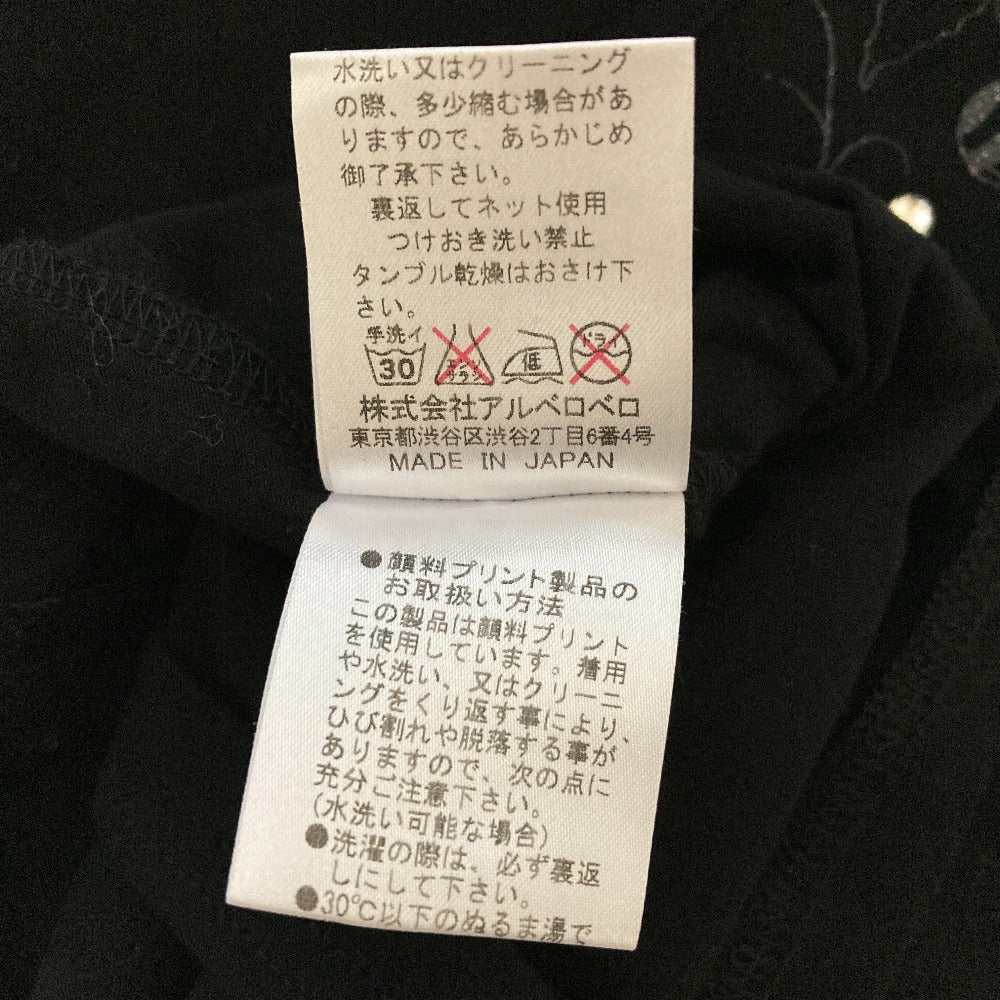 水洗い又はクリーニング
の際、多少縮む場合があ
りますので、あらかじめ
御了承下さい。
裏返してネット使用
つけおき洗い禁止
タンブル乾燥はおさけ下
さい。
手洗イ
30
エンソ
サラシ
低
ドライ
株式会社アルベロベロ
東京都渋谷区渋谷2丁目6番4号
MADE IN JAPAN
●顔料プリント製品の
お取扱い方法
この製品は顔料プリント
を使用しています。着用
や水洗い、又はクリーニ
ングをくり返す事により、
ひび割れや脱落する事が
ありますので、次の点に
充分ご注意下さい。
(水洗い可能な場合)
●洗濯の際は、必ず裏返
しにして下さい。
●30℃以下のぬるま湯で